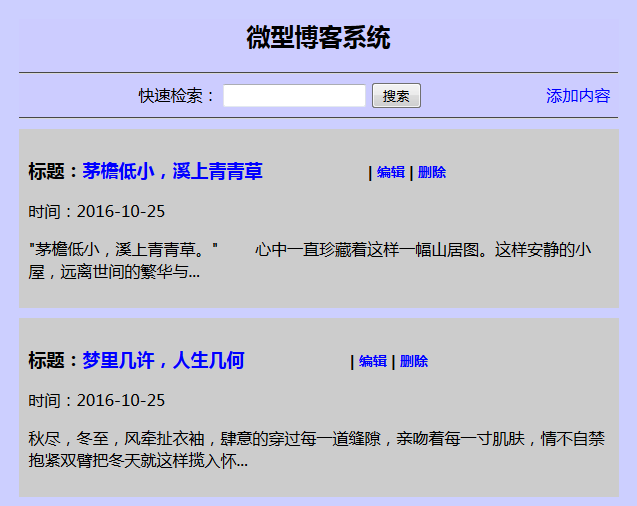 微型博客系统
快速检索： 搜索 添加内容
标题：茅檐低小，溪上青青草 | 编辑 | 删除
时间：2016-10-25
"茅檐低小，溪上青青草。" 心中一直珍藏着这样一幅山居图。这样安静的小
屋，远离世间的繁华与...
标题：梦里几许，人生几何 | 编辑 | 删除
时间：2016-10-25
秋尽，冬至，风牵扯衣袖，肆意的穿过每一道缝隙，亲吻着每一寸肌肤，情不自禁
抱紧双臂把冬天就这样揽入怀...